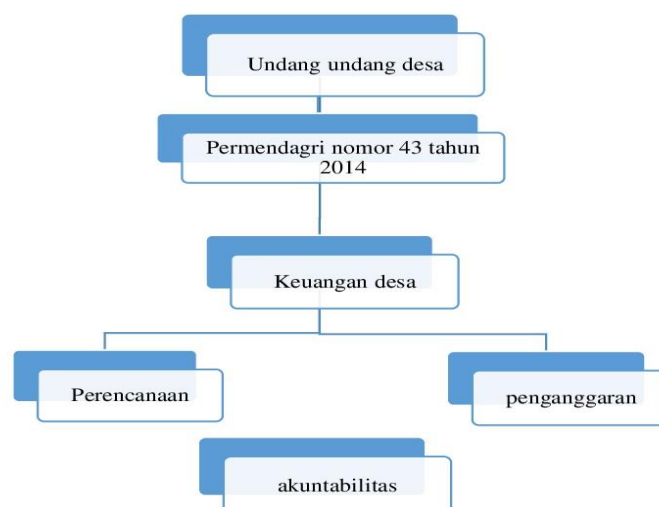 Undang undang desa
Permendagri nomor 43 tahun
2014
Keuangan desa
Perencanaan
penganggaran
akuntabilitas